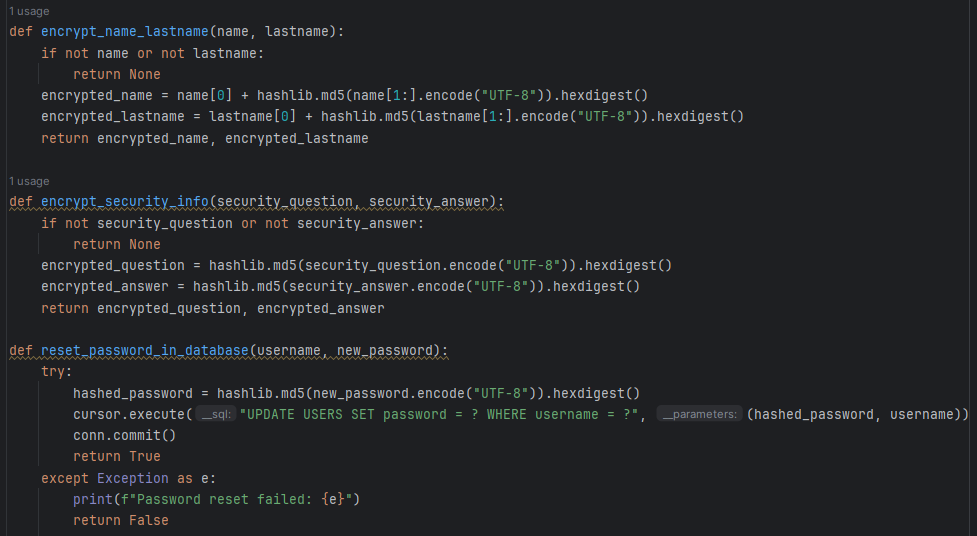 1 usage
def encrypt_name_lastname(name, lastname):
    if not name or not lastname:
        return None
    encrypted_name = name[0] + hashlib.md5(name[1:].encode("UTF-8")).hexdigest()
    encrypted_lastname = lastname[0] + hashlib.md5(lastname[1:].encode("UTF-8")).hexdigest()
    return encrypted_name, encrypted_lastname
1 usage
def encrypt_security_info(security_question, security_answer):
    if not security_question or not security_answer:
        return None
    encrypted_question = hashlib.md5(security_question.encode("UTF-8")).hexdigest()
    encrypted_answer = hashlib.md5(security_answer.encode("UTF-8")).hexdigest()
    return encrypted_question, encrypted_answer
def reset_password_in_database(username, new_password):
    try:
        hashed_password = hashlib.md5(new_password.encode("UTF-8")).hexdigest()
        cursor.execute( __sql: "UPDATE USERS SET password = ? WHERE username = ?", __parameters: (hashed_password, username))
        conn.commit()
        return True
    except Exception as e:
        print(f"Password reset failed: {e}")
        return False